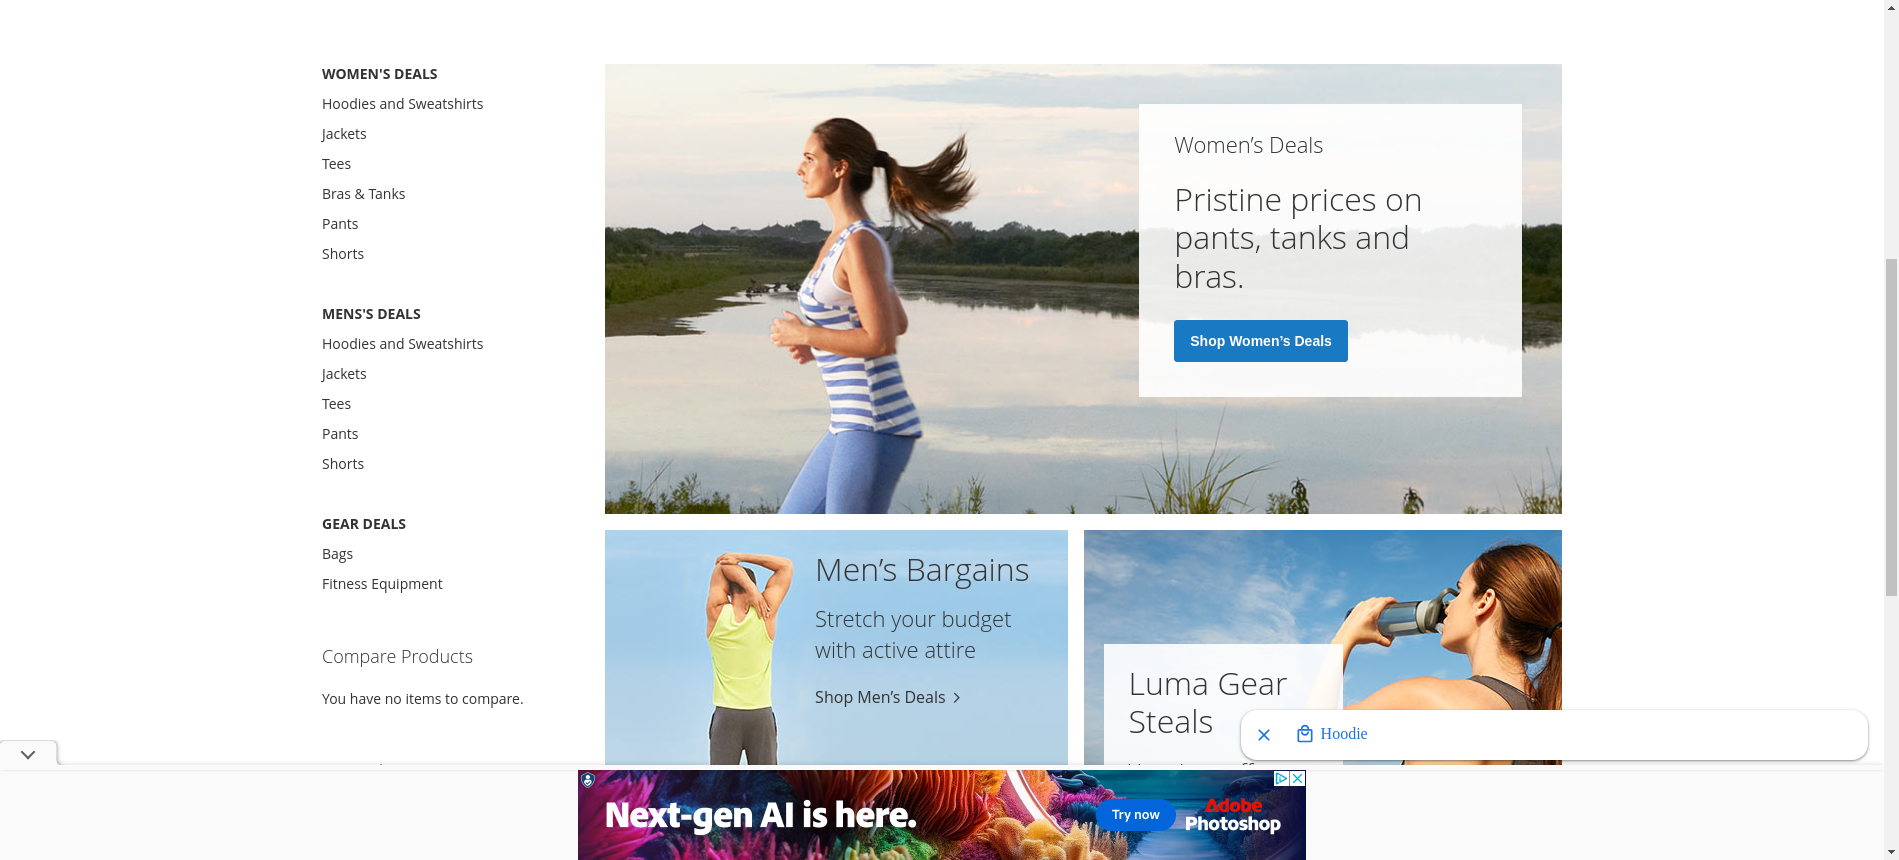 WOMEN'S DEALS
Hoodies and Sweatshirts
Jackets
Tees
Bras & Tanks
Pants
Shorts
MENS'S DEALS
Hoodies and Sweatshirts
Jackets
Tees
Pants
Shorts
GEAR DEALS
Bags
Fitness Equipment
Compare Products
You have no items to compare.
Women’s Deals
Pristine prices on
pants, tanks and
bras.
Shop Women’s Deals
Men’s Bargains
Stretch your budget
with active attire
Shop Men’s Deals
Luma Gear
Steals
Hoodie
Next-gen AI is here.
Try now
Adobe
Photoshop